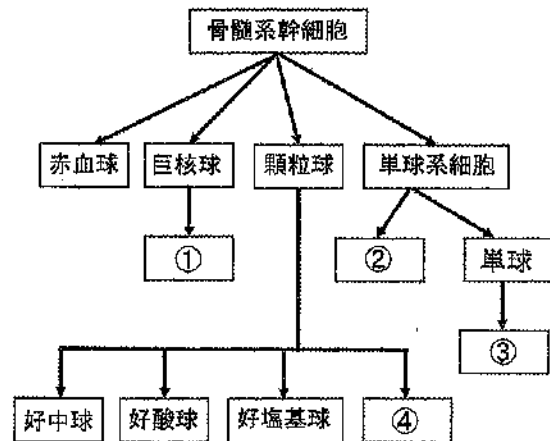 骨髄系幹細胞
赤血球
巨核球
顆粒球
単球系細胞
①
②
単球
③
好中球
好酸球
好塩基球
④